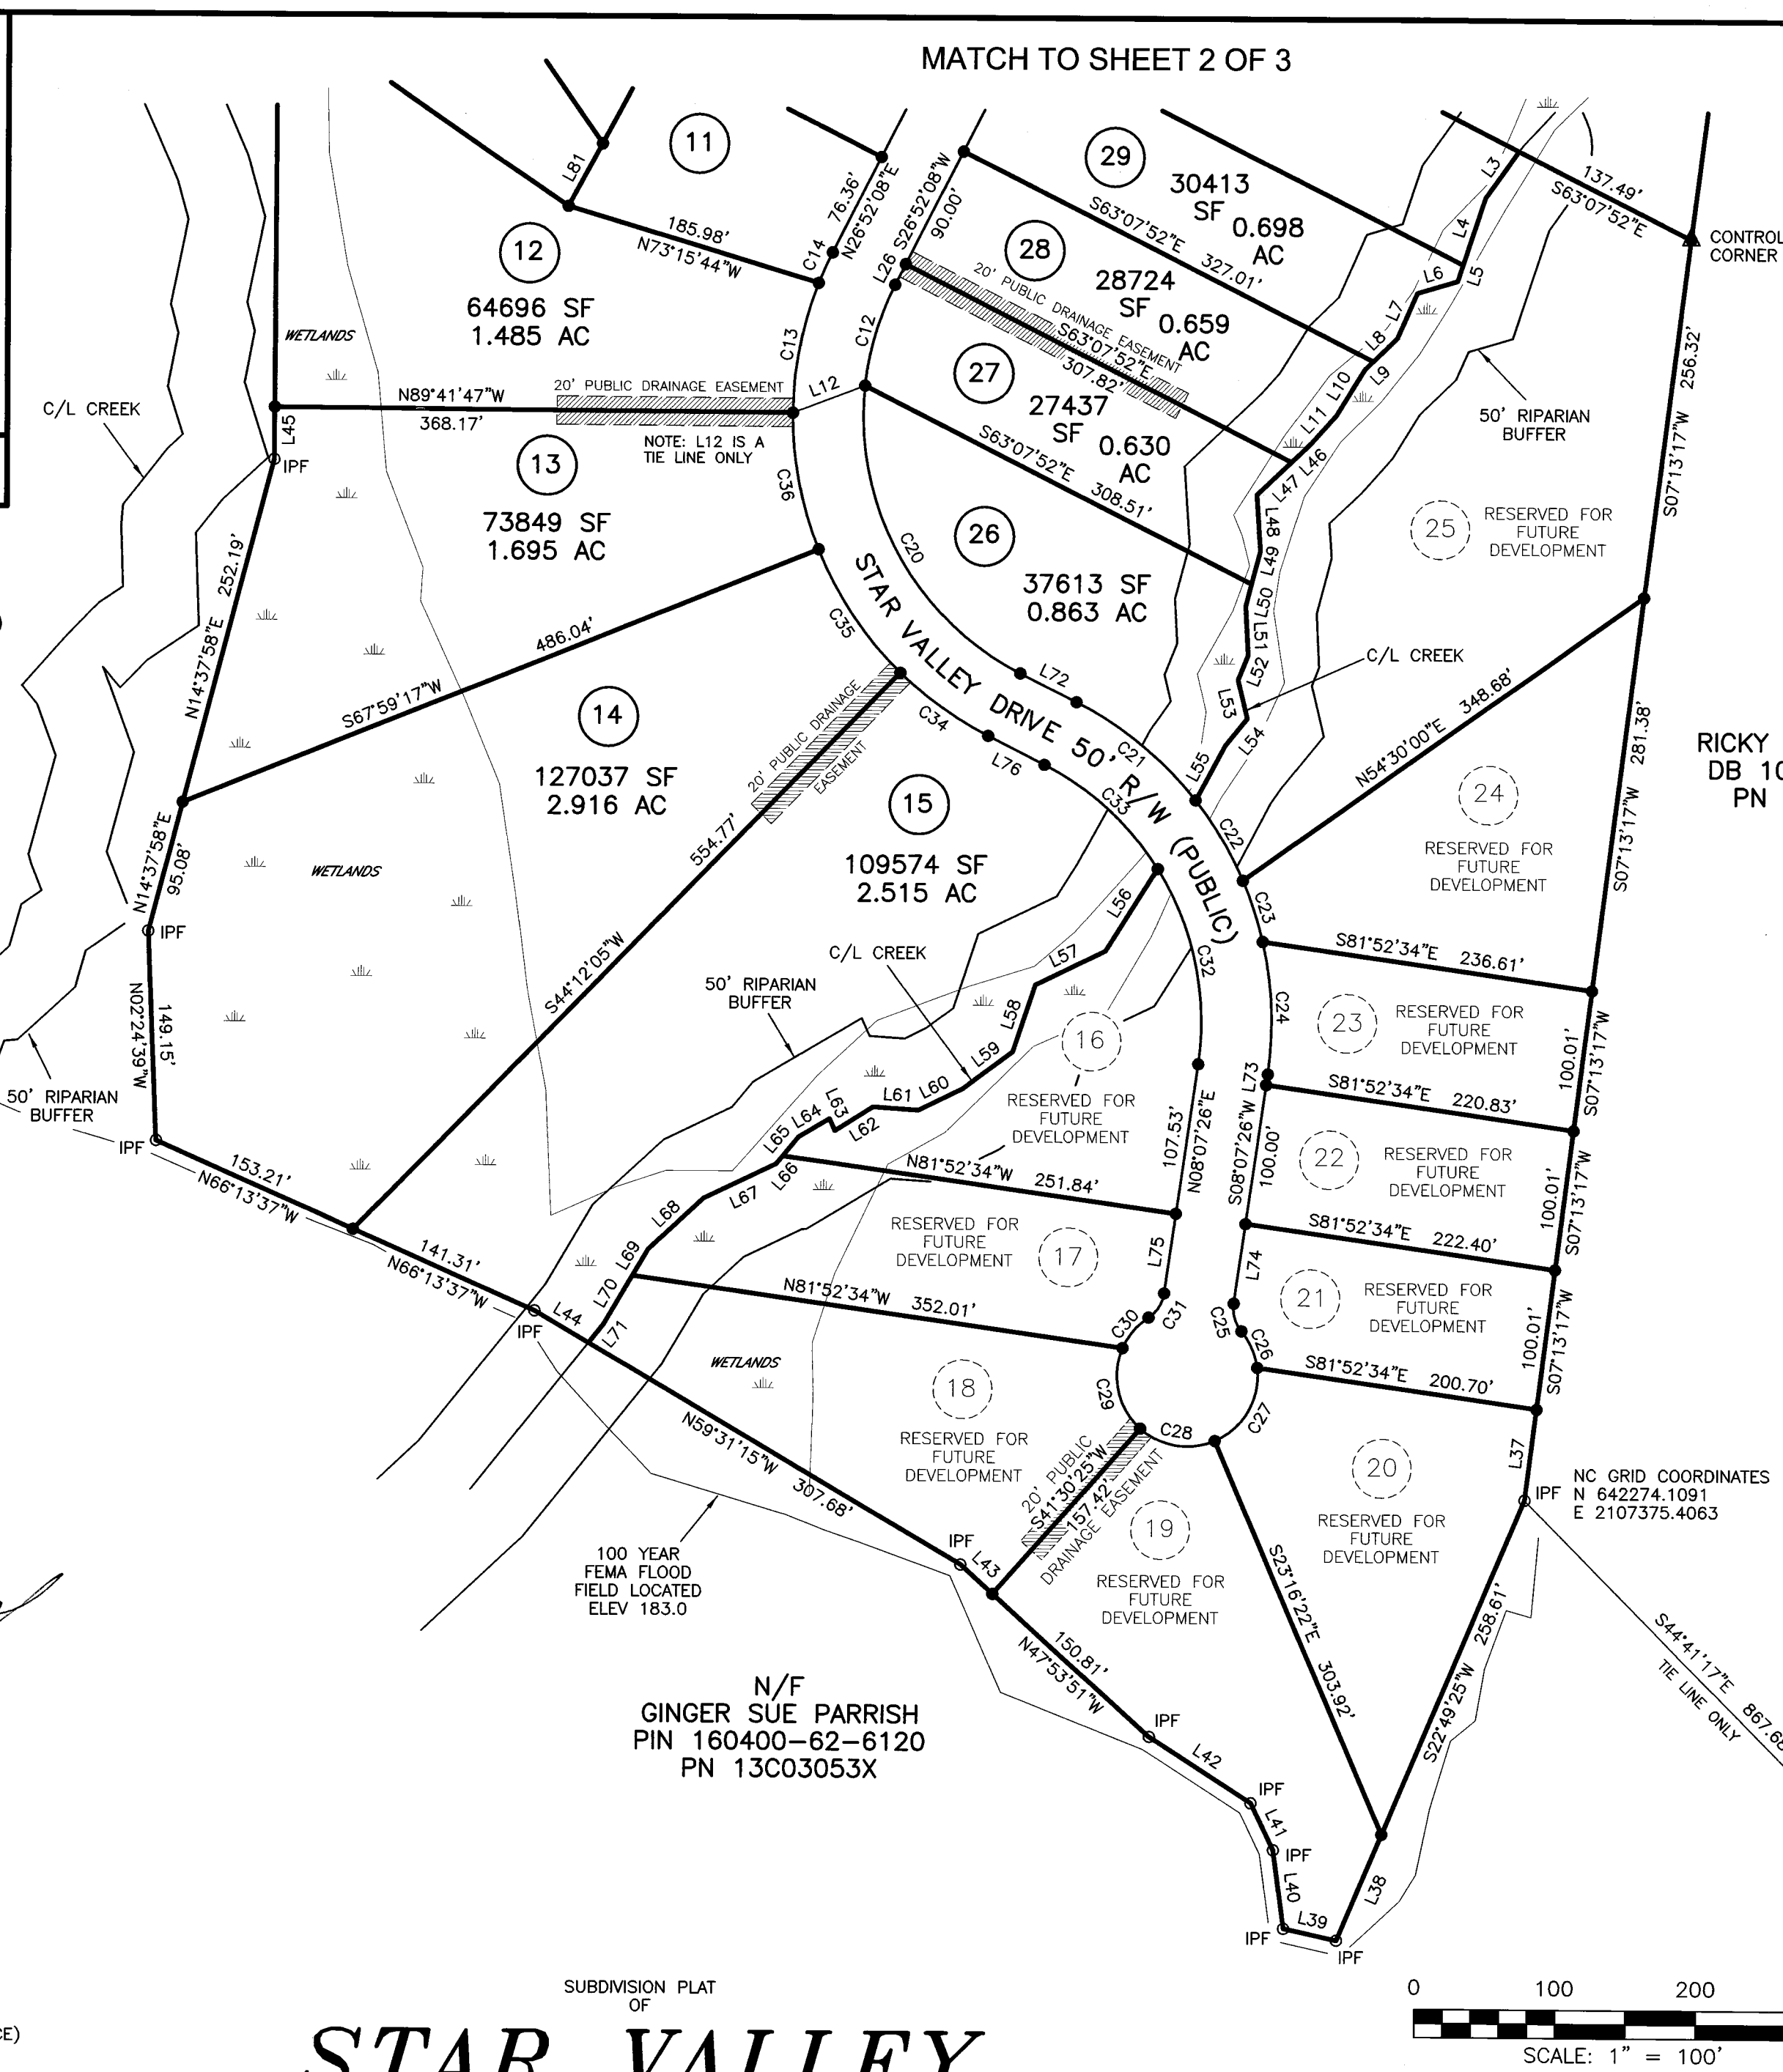 MATCH TO SHEET 2 OF 3
11
L81
185.98'
N73°15'44"W
76.36'
N26°52'08"E
C14
S26°52'08"W
90.00'
L26
29
30413
SF
0.698
AC
S63°07'52"E
327.01'
L3
137.49'
S63°07'52"E
CONTROL
CORNER
L4
L5
L6
L7
L8
L9
L10
L11
12
64696 SF
1.485 AC
WETLANDS
C13
C12
28
28724
SF
0.659
AC
20' PUBLIC DRAINAGE EASEMENT
S63°07'52"E
307.82'
C/L CREEK
N89°41'47"W
368.17'
20' PUBLIC DRAINAGE EASEMENT
L12
NOTE: L12 IS A
TIE LINE ONLY
L45
IPF
27
27437
SF
0.630
AC
S63°07'52"E
308.51'
50' RIPARIAN
BUFFER
256.32'
S07°13'17"W
13
73849 SF
1.695 AC
C36
C20
26
37613 SF
0.863 AC
L46
L47
L48
L49
L50
L51
L52
L53
L54
L55
C/L CREEK
25
RESERVED FOR
FUTURE
DEVELOPMENT
252.19'
N14°37'58"E
486.04'
S67°59'17"W
C35
STAR VALLEY DRIVE 50' R/W (PUBLIC)
L72
C21
C34
L76
C33
C22
348.68'
N54°30'00"E
281.38'
S07°13'17"W
RICKY
DB 10
PN
14
127037 SF
2.916 AC
20' PUBLIC DRAINAGE
EASEMENT
554.77'
S44°12'05"W
15
109574 SF
2.515 AC
24
RESERVED FOR
FUTURE
DEVELOPMENT
C23
N14°37'58"E
95.08'
IPF
WETLANDS
N02°24'39"W
149.15'
50' RIPARIAN
BUFFER
IPF
C/L CREEK
50' RIPARIAN
BUFFER
L56
L57
L58
L59
L60
L61
L62
L63
L64
L65
L66
L67
L68
L69
L70
L71
C32
S81°52'34"E
236.61'
C24
23
RESERVED FOR
FUTURE
DEVELOPMENT
100.01'
S07°13'17"W
16
RESERVED FOR
FUTURE
DEVELOPMENT
107.53'
N08°07'26"E
L73
S81°52'34"E
220.83'
S08°07'26"W
100.00'
22
RESERVED FOR
FUTURE
DEVELOPMENT
100.01'
S07°13'17"W
153.21'
N66°13'37"W
141.31'
N66°13'37"W
IPF
L44
N81°52'34"W
251.84'
RESERVED FOR
FUTURE
DEVELOPMENT
17
L75
L74
S81°52'34"E
222.40'
21
RESERVED FOR
FUTURE
DEVELOPMENT
100.01'
S07°13'17"W
N81°52'34"W
352.01'
C30
C31
C25
C26
S81°52'34"E
200.70'
WETLANDS
18
RESERVED FOR
FUTURE
DEVELOPMENT
C29
C28
C27
L37
N59°31'15"W
307.68'
20' PUBLIC
DRAINAGE EASEMENT
S41°30'25"W
157.42'
20
RESERVED FOR
FUTURE
DEVELOPMENT
IPF
NC GRID COORDINATES
N 642274.1091
E 2107375.4063
100 YEAR
FEMA FLOOD
FIELD LOCATED
ELEV 183.0
IPF
L43
19
RESERVED FOR
FUTURE
DEVELOPMENT
S23°16'22"E
303.92'
258.61'
S22°49'25"W
S44°41'17"E
867.68
TIE LINE ONLY
150.81'
N47°53'51"W
N/F
GINGER SUE PARRISH
PIN 160400-62-6120
PN 13C03053X
IPF
L42
IPF
L41
IPF
L40
L39
L38
IPF
IPF
SUBDIVISION PLAT
OF
STAR VALLEY
0 100 200
SCALE: 1" = 100'